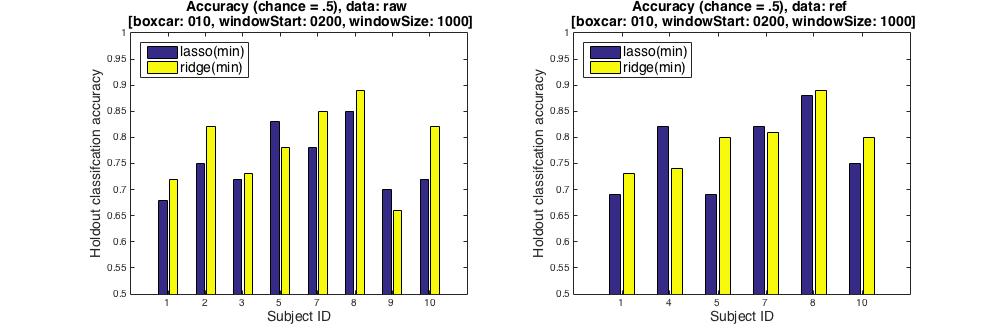 Accuracy (chance = .5), data: raw
[boxcar: 010, windowStart: 0200, windowSize: 1000]
1
0.95
0.9
0.85
0.8
0.75
0.7
0.65
0.6
0.55
0.5
Holdout classifcation accuracy
lasso(min)
ridge(min)
1 2 3 5 7 8 9 10
Subject ID
Accuracy (chance = .5), data: ref
[boxcar: 010, windowStart: 0200, windowSize: 1000]
1
0.95
0.9
0.85
0.8
0.75
0.7
0.65
0.6
0.55
0.5
Holdout classifcation accuracy
lasso(min)
ridge(min)
1 4 5 7 8 10
Subject ID